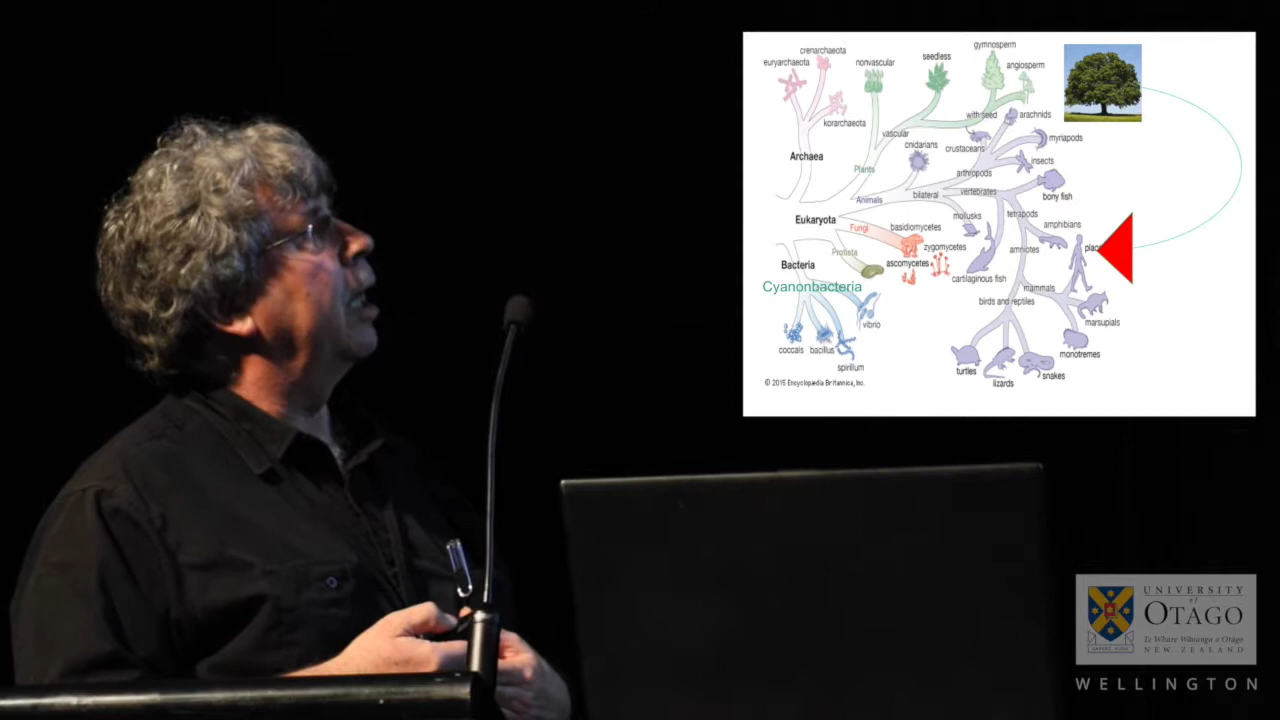 crenarchaeota
euryarchaeota
korarchaeota
Archaea
nonvascular
seedless
gymnosperm
angiosperm
with seed
vascular
Plants
cnidarians
crustaceans
arachnids
myriapods
insects
arthropods
Animals
bilateral
vertebrates
bony fish
Eukaryota
Fungi
basidiomycetes
zygomycetes
ascomycetes
Protista
mollusks
tetrapods
amphibians
amniotes
cartilaginous fish
mammals
birds and reptiles
marsupials
monotremes
turtles
lizards
snakes
Bacteria
Cyanonbacteria
vibrio
coccais
bacillus
spirillum
© 2015 Encyclopædia Britannica, Inc.
UNIVERSITY
of
OTAGO
Te Whare Wānanga o Otāgo
NEW ZEALAND
SAPERE AUDE
WELLINGTON